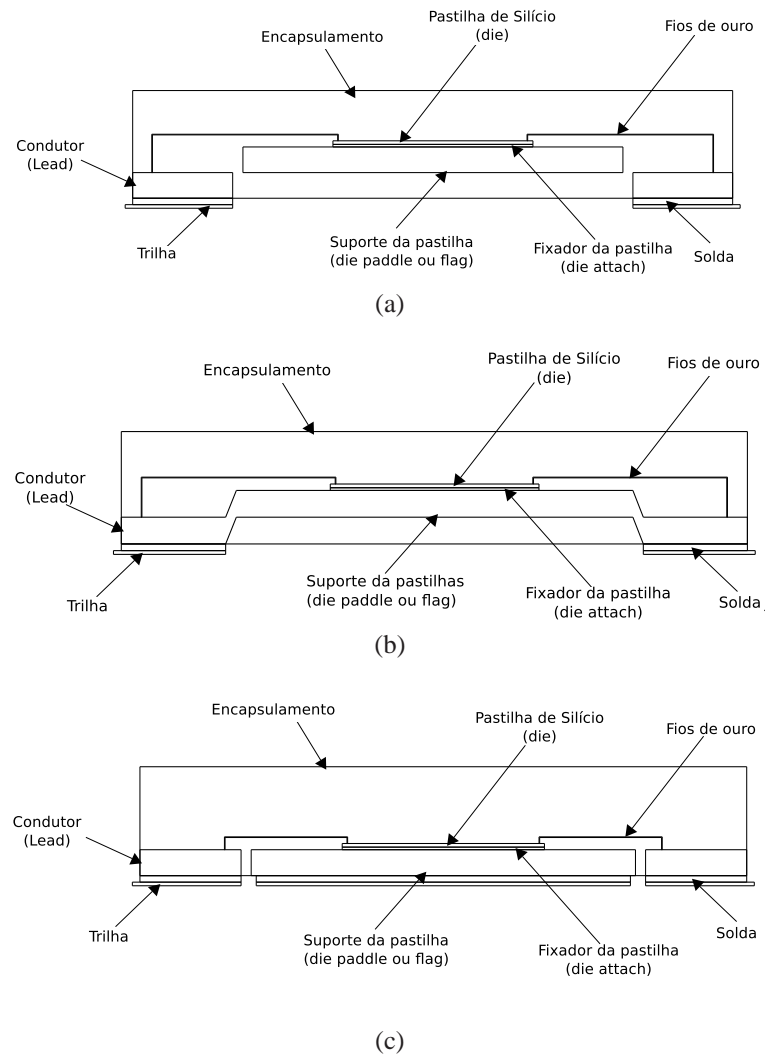 Pastilha de Silício
(die)
Fios de ouro
Encapsulamento
Condutor
(Lead)
Trilha
Suporte da pastilha
(die paddle ou flag)
Fixador da pastilha
(die attach)
Solda
(a)
Pastilha de Silício
(die)
Fios de ouro
Encapsulamento
Condutor
(Lead)
Trilha
Suporte da pastilhas
(die paddle ou flag)
Fixador da pastilha
(die attach)
Solda
(b)
Encapsulamento
Pastilha de Silício
(die)
Fios de ouro
Condutor
(Lead)
Trilha
Suporte da pastilha
(die paddle ou flag)
Fixador da pastilha
(die attach)
Solda
(c)